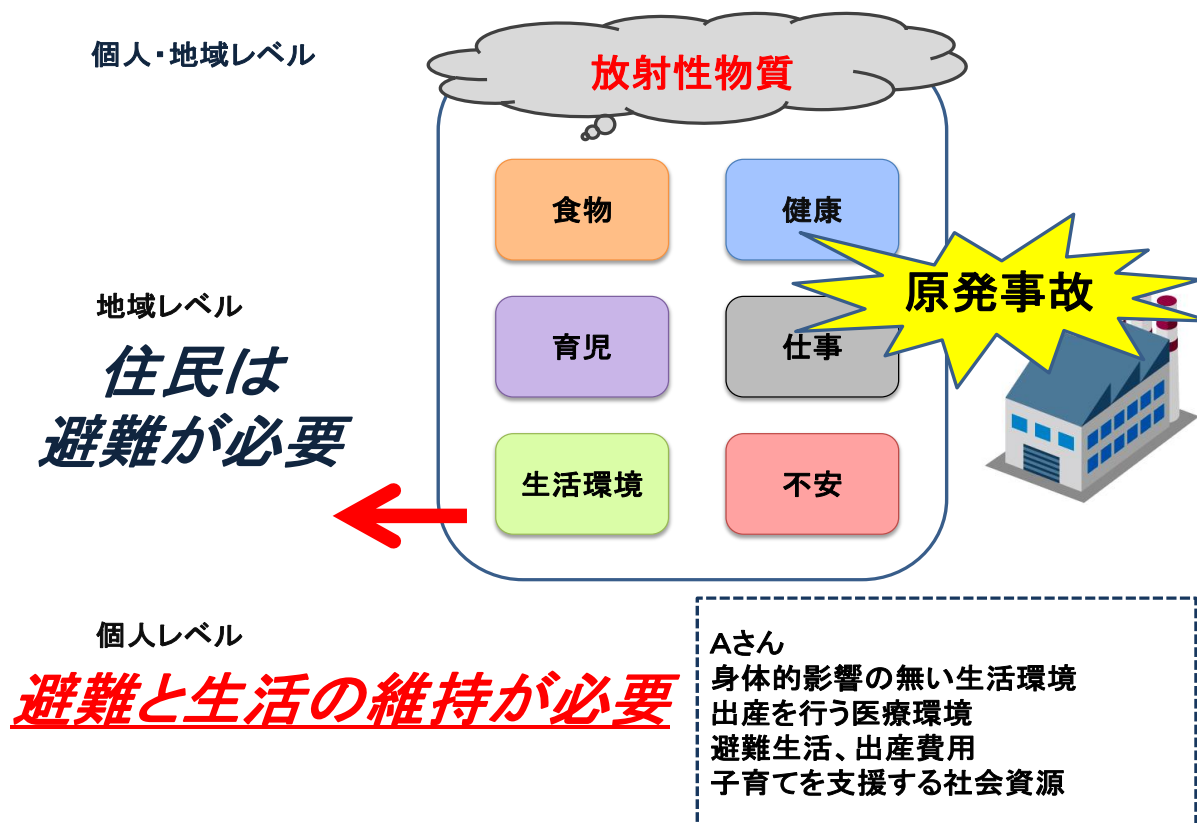 個人・地域レベル
放射性物質
食物
健康
原発事故
地域レベル
育児
仕事
住民は
避難が必要
生活環境
不安
個人レベル
避難と生活の維持が必要
Aさん
身体的影響の無い生活環境
出産を行う医療環境
避難生活、出産費用
子育てを支援する社会資源